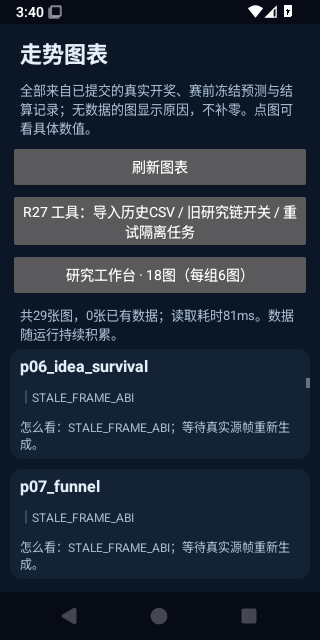 3:40
走势图表
全部来自已提交的真实开奖、赛前冻结预测与结
算记录；无数据的图显示原因，不补零。点图可
看具体数值。
刷新图表
R27 工具：导入历史CSV / 旧研究链开关 / 重
试隔离任务
研究工作台 · 18图（每组6图）
共29张图，0张已有数据；读取耗时81ms。数据
随运行持续积累。
p06_idea_survival
STALE_FRAME_ABI
怎么看：STALE_FRAME_ABI；等待真实源帧重新生
成。
p07_funnel
STALE_FRAME_ABI
怎么看：STALE_FRAME_ABI；等待真实源帧重新生
成。